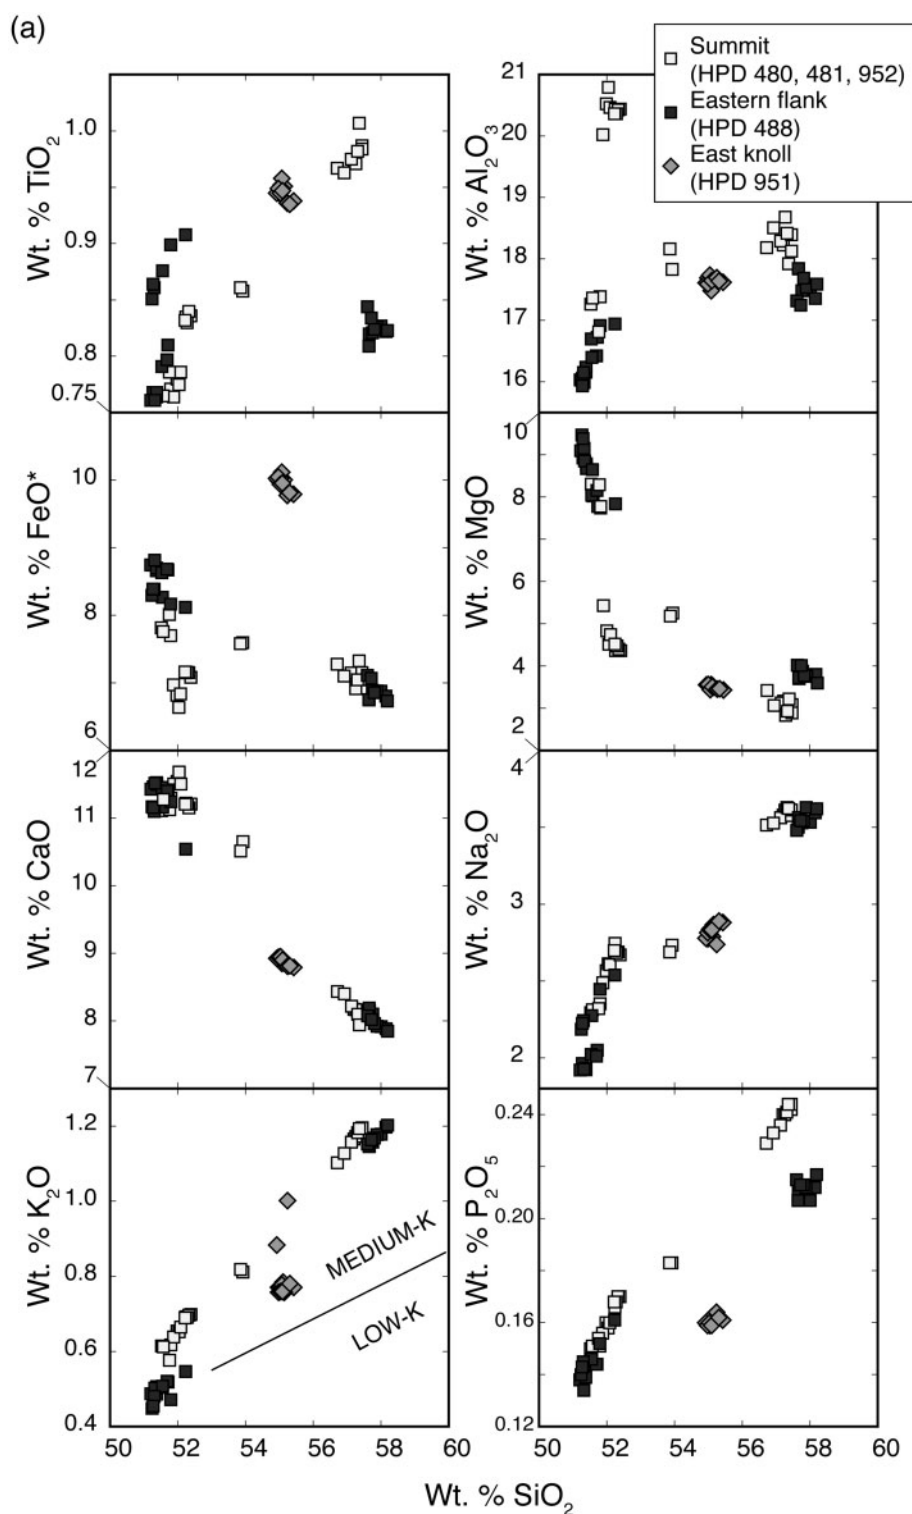 (a)
Summit
(HPD 480, 481, 952)
Eastern flank
(HPD 488)
East knoll
(HPD 951)
Wt. % TiO₂
1.0
0.9
0.8
0.75
Wt. % Al₂O₃
21
20
19
18
17
16
Wt. % FeO*
10
8
6
Wt. % MgO
10
8
6
4
2
Wt. % CaO
12
11
10
9
8
7
Wt. % Na₂O
4
3
2
Wt. % K₂O
1.2
1.0
0.8
0.6
0.4
MEDIUM-K
LOW-K
Wt. % P₂O₅
0.24
0.20
0.16
0.12
50 52 54 56 58 60
50 52 54 56 58 60
Wt. % SiO₂